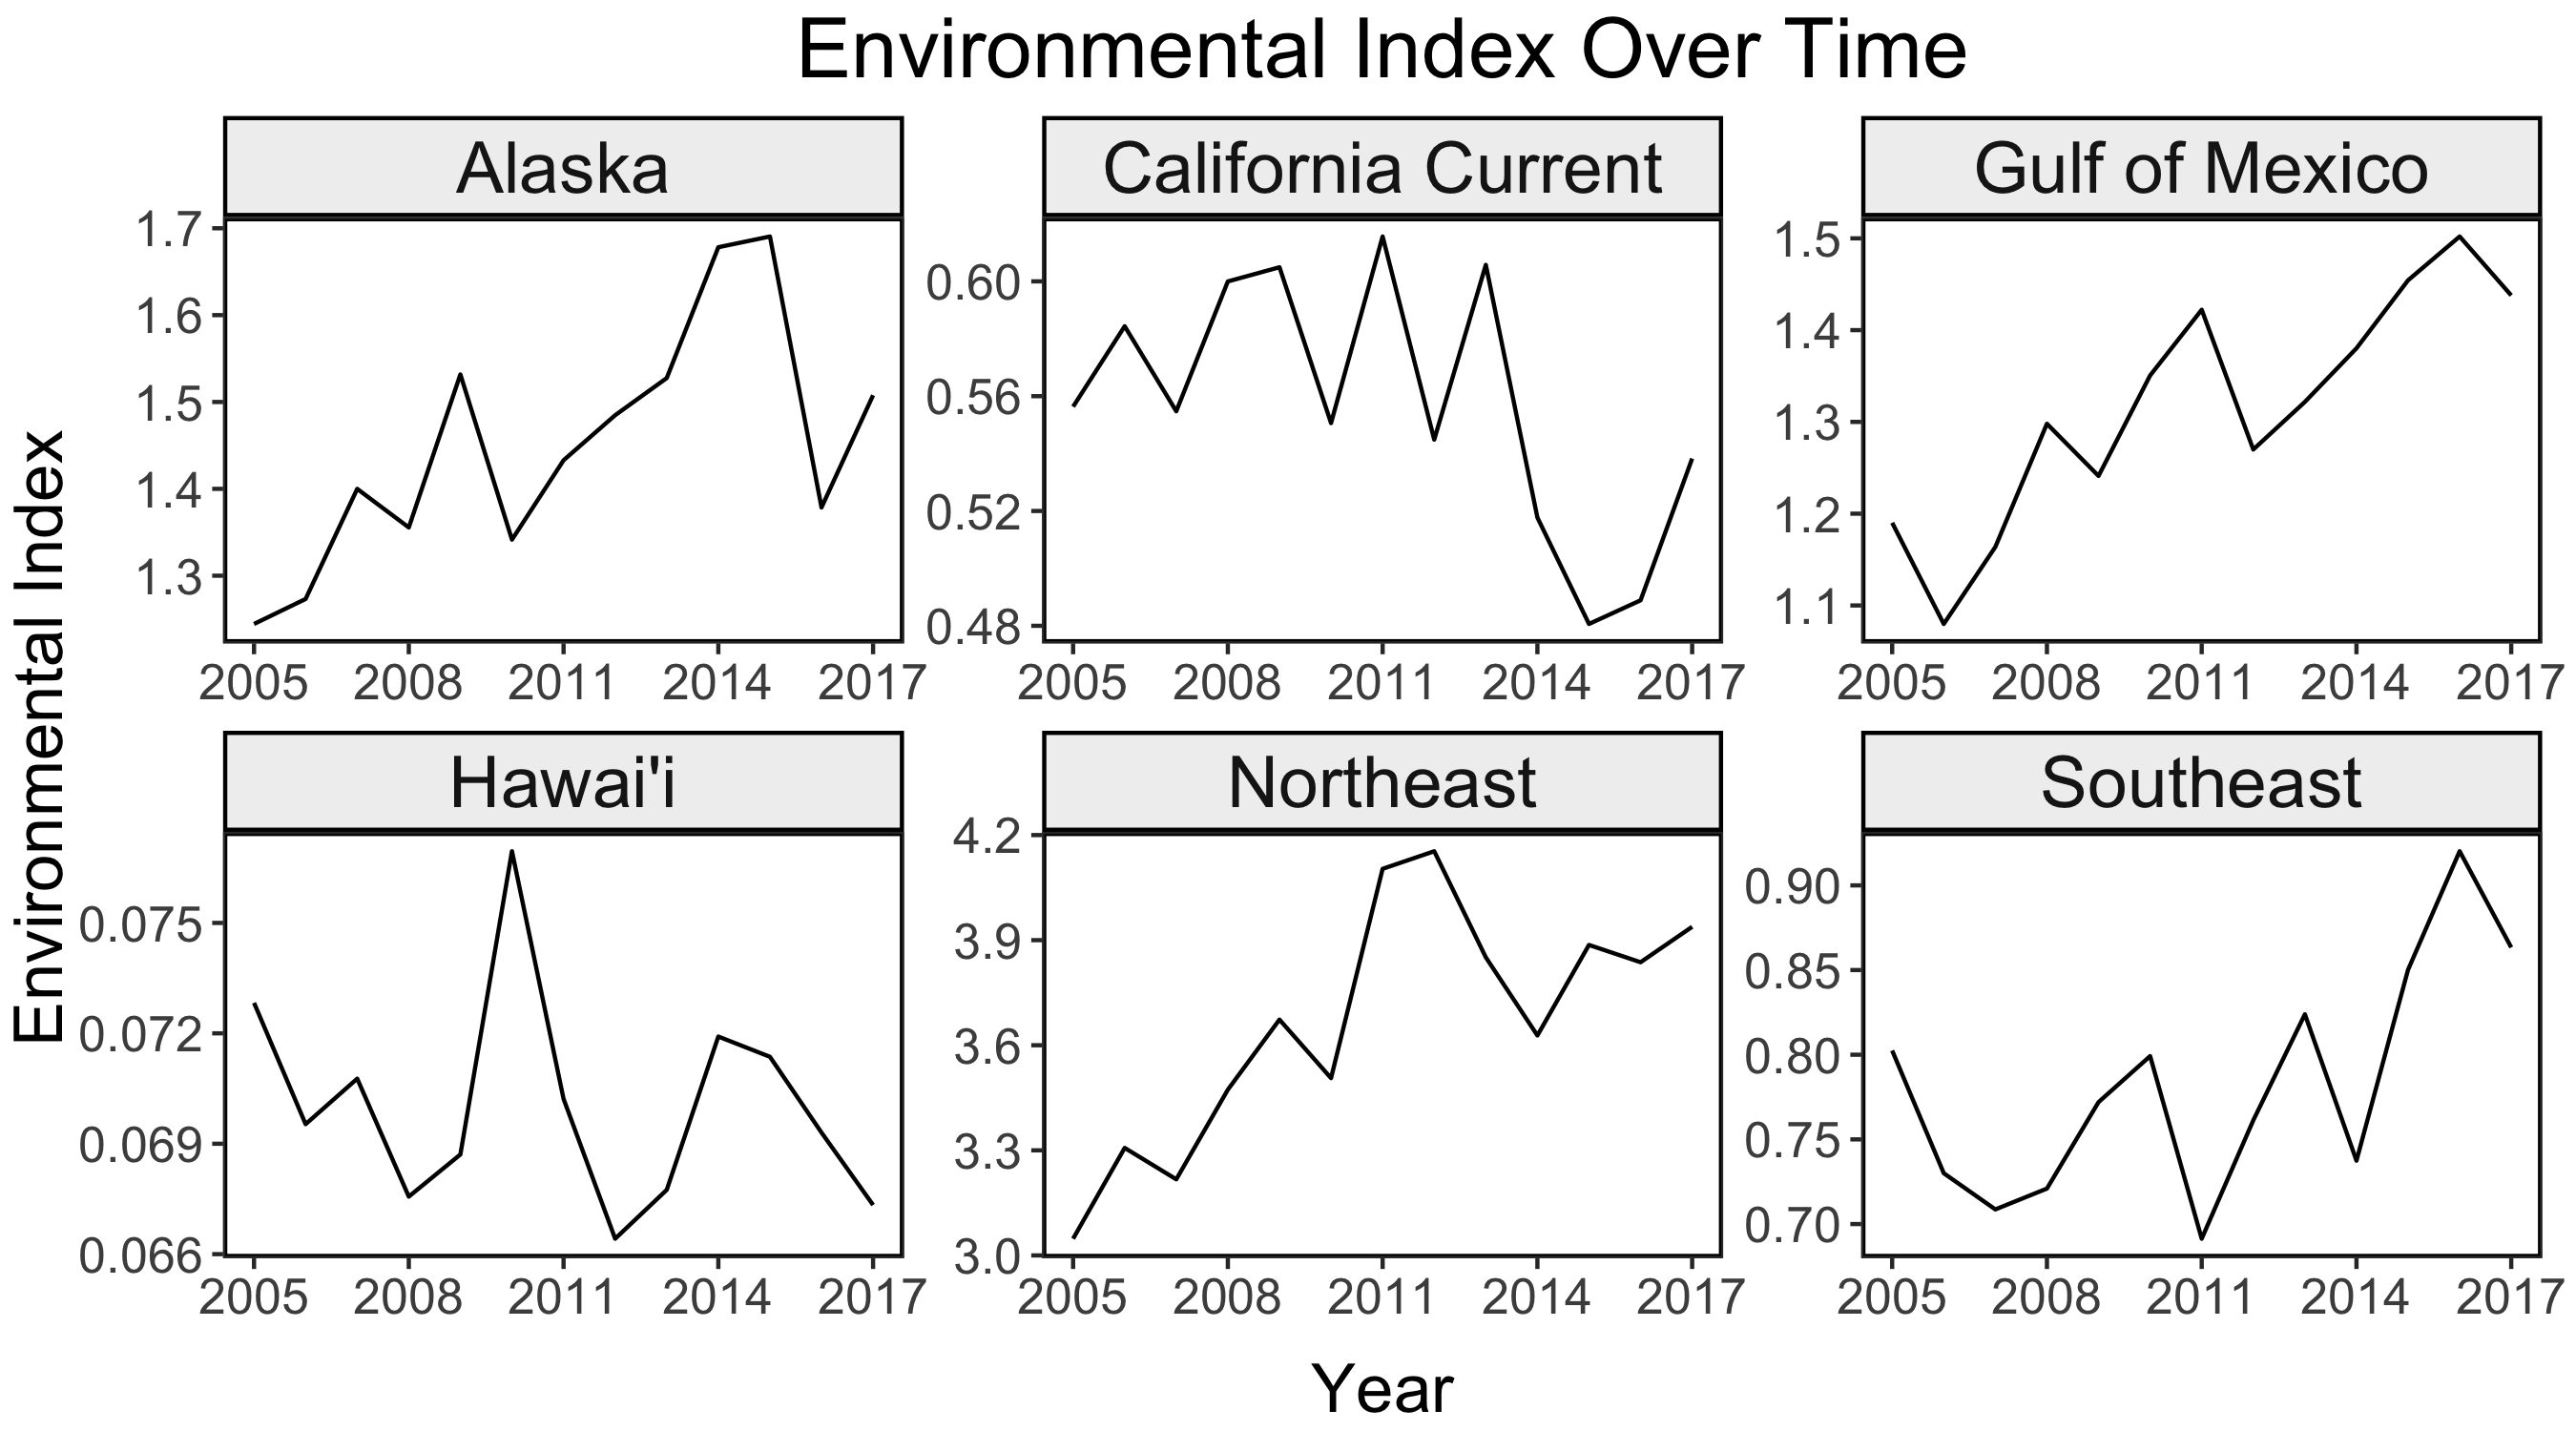 Environmental Index Over Time
Alaska
California Current
Gulf of Mexico
1.7
1.6
1.5
1.4
1.3
0.60
0.56
0.52
0.48
1.5
1.4
1.3
1.2
1.1
2005 2008 2011 2014 2017
2005 2008 2011 2014 2017
2005 2008 2011 2014 2017
Environmental Index
Hawai'i
Northeast
Southeast
0.075
0.072
0.069
0.066
4.2
3.9
3.6
3.3
3.0
0.90
0.85
0.80
0.75
0.70
2005 2008 2011 2014 2017
2005 2008 2011 2014 2017
2005 2008 2011 2014 2017
Year